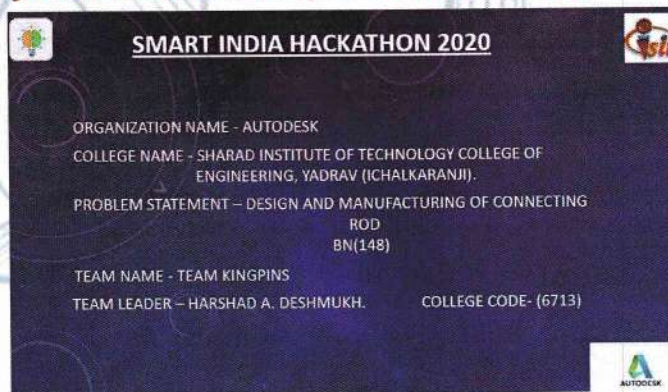 SMART INDIA HACKATHON 2020
ORGANIZATION NAME - AUTODESK
COLLEGE NAME - SHARAD INSTITUTE OF TECHNOLOGY COLLEGE OF
ENGINEERING, YADRAV (ICHALKARANJI).
PROBLEM STATEMENT – DESIGN AND MANUFACTURING OF CONNECTING
ROD
BN(148)
TEAM NAME - TEAM KINGPINS
TEAM LEADER – HARSHAD A. DESHMUKH. COLLEGE CODE- (6713)
AUTODESK